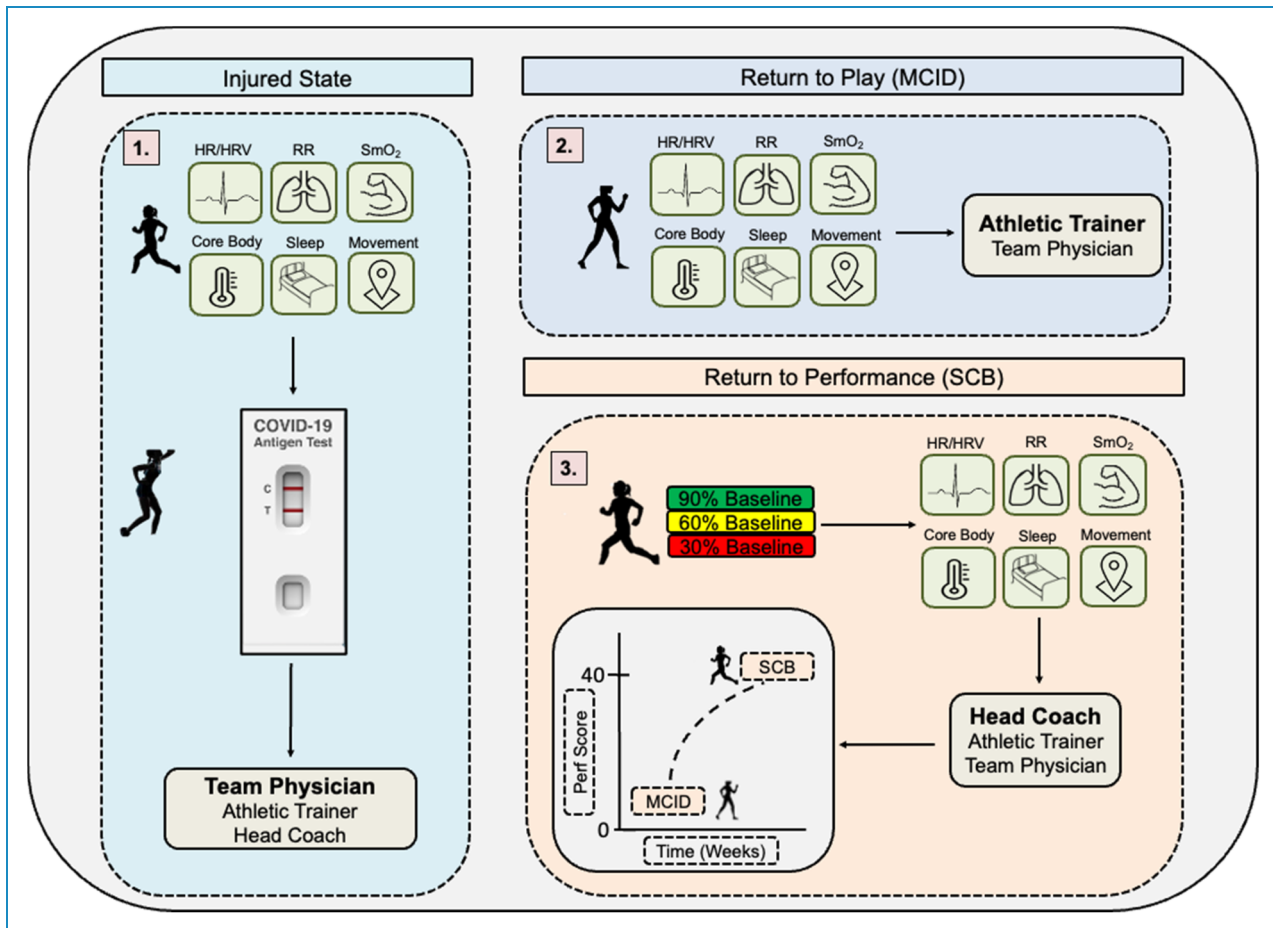 Injured State
1.
HR/HRV
RR
SmO₂
Core Body
Sleep
Movement
COVID-19
Antigen Test
C
T
Team Physician
Athletic Trainer
Head Coach
Return to Play (MCID)
2.
HR/HRV
RR
SmO₂
Core Body
Sleep
Movement
Athletic Trainer
Team Physician
Return to Performance (SCB)
3.
90% Baseline
60% Baseline
30% Baseline
HR/HRV
RR
SmO₂
Core Body
Sleep
Movement
Head Coach
Athletic Trainer
Team Physician
40
SCB
Perf Score
MCID
0
Time (Weeks)